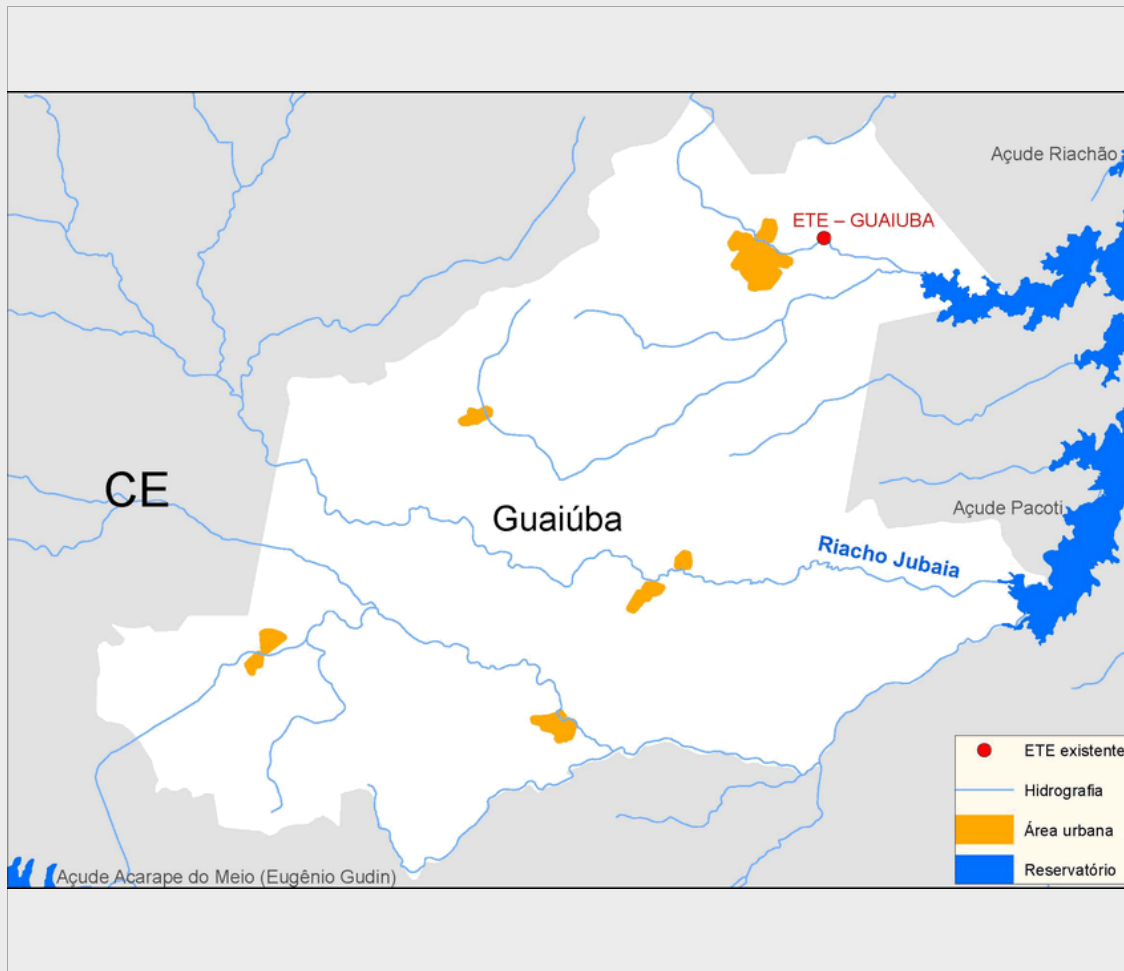 Açude Riachão
ETE – GUAIUBA
CE
Guaiúba
Açude Pacoti
Riacho Jubaia
ETE existente
Hidrografia
Área urbana
Reservatório
Açude Acarape do Meio (Eugênio Gudin)